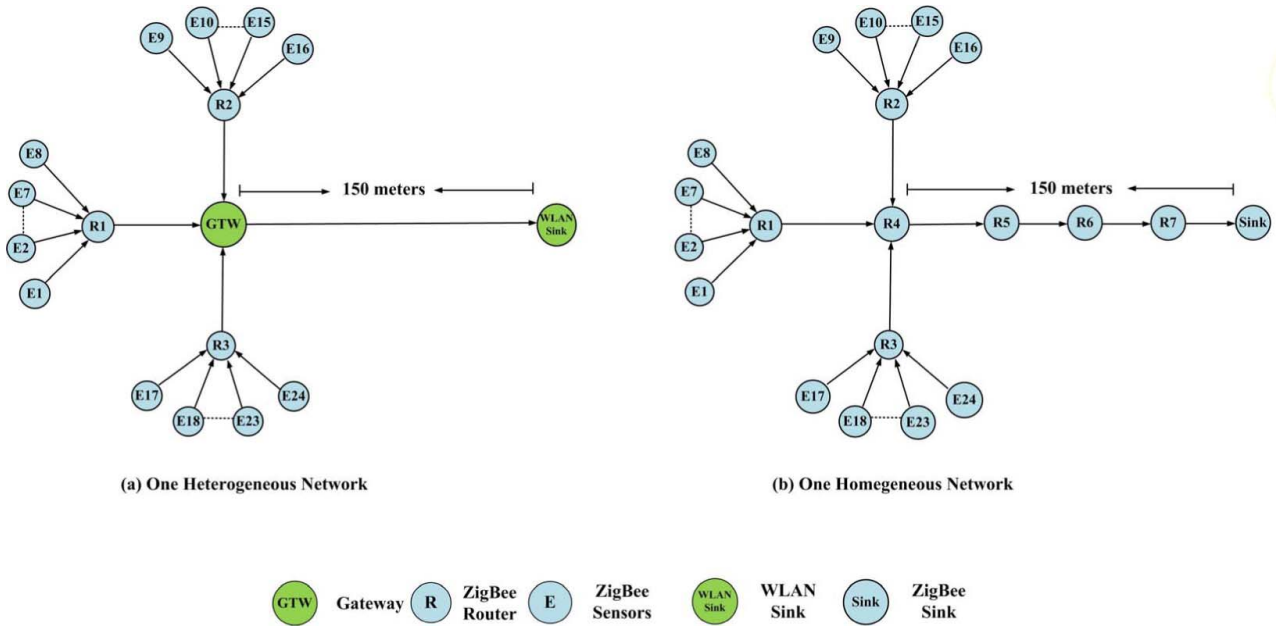 E10
E15
E9
E16
R2
E8
E7
R1
E2
E1
GTW
150 meters
WLAN
Sink
R3
E17
E24
E18
E23
(a) One Heterogeneous Network
E10
E15
E9
E16
R2
E8
E7
R1
E2
E1
R4
150 meters
R5
R6
R7
Sink
R3
E17
E24
E18
E23
(b) One Homegeneous Network
GTW
Gateway
R
ZigBee
Router
E
ZigBee
Sensors
WLAN
Sink
WLAN
Sink
Sink
ZigBee
Sink